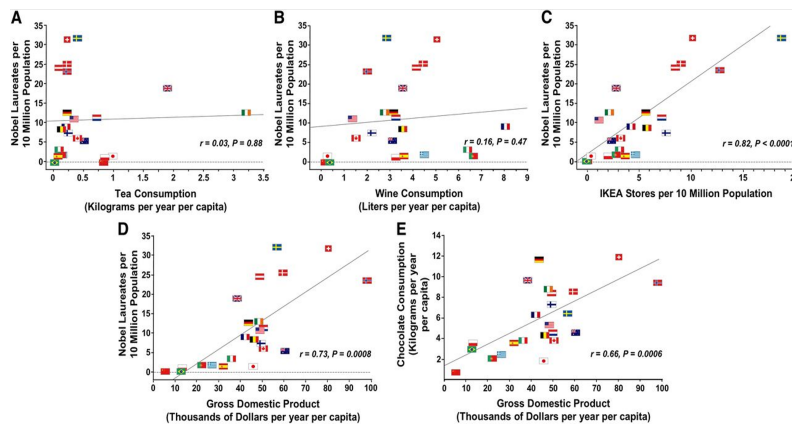 A
Nobel Laureates per
10 Million Population
35
30
25
20
15
10
5
0
r = 0.03, P = 0.88
0 0.5 1 1.5 2 2.5 3 3.5
Tea Consumption
(Kilograms per year per capita)
B
Nobel Laureates per
10 Million Population
35
30
25
20
15
10
5
0
r = 0.16, P = 0.47
0 1 2 3 4 5 6 7 8 9
Wine Consumption
(Liters per year per capita)
C
Nobel Laureates per
10 Million Population
35
30
25
20
15
10
5
0
r = 0.82, P < 0.0001
0 5 10 15
IKEA Stores per 10 Million Population
D
Nobel Laureates per
10 Million Population
35
30
25
20
15
10
5
0
r = 0.73, P = 0.0008
0 10 20 30 40 50 60 70 80 90 100
Gross Domestic Product
(Thousands of Dollars per year per capita)
E
Choccolate Consumption
(Kilograms per year
per capita)
14
12
10
8
6
4
2
0
r = 0.66, P = 0.0006
0 10 20 30 40 50 60 70 80 90 100
Gross Domestic Product
(Thousands of Dollars per year per capita)